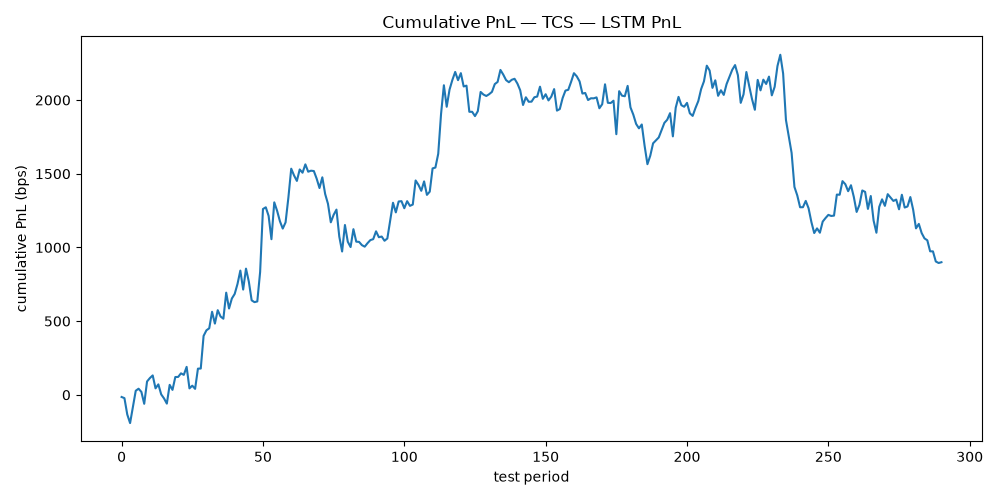 Cumulative PnL — TCS — LSTM PnL
cumulative PnL (bps)
2000
1500
1000
500
0
0 50 100 150 200 250 300
test period